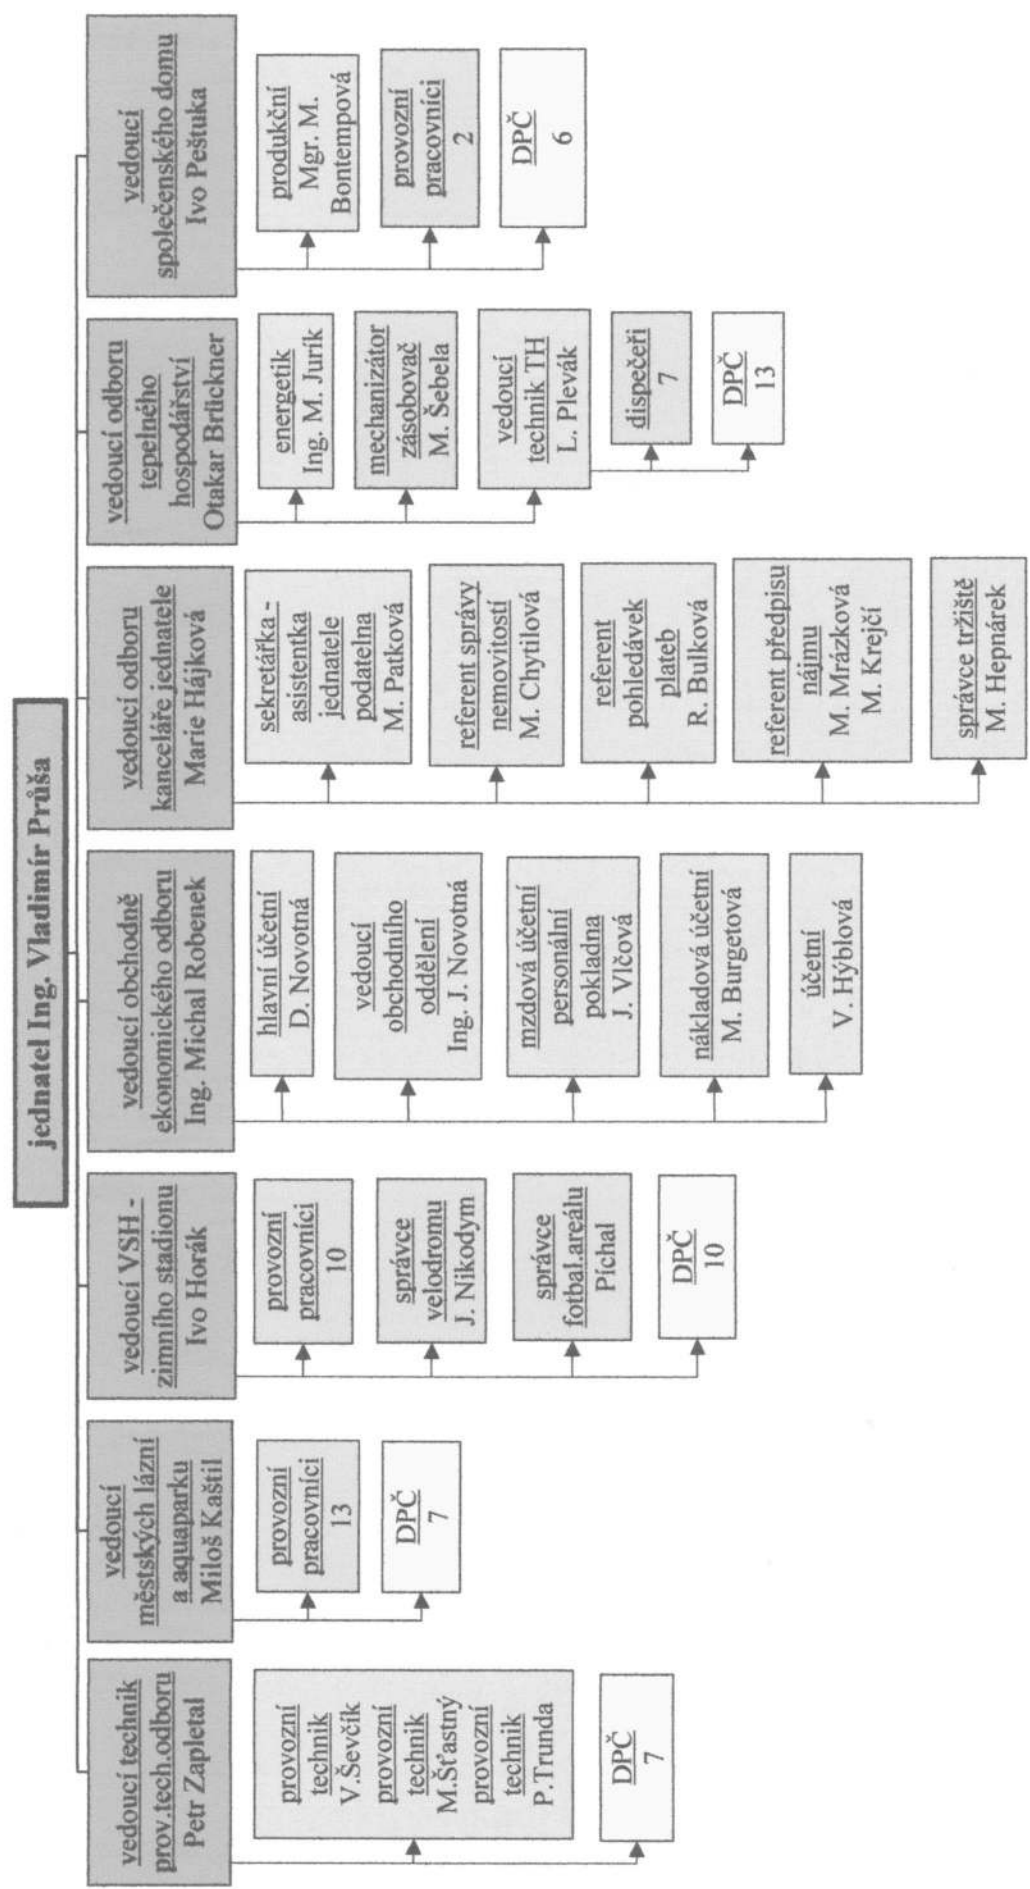 jednatel Ing. Vladimír Průša
vedoucí technik
prov.tech.odboru
Petr Zapletal
provozní
technik
V.Ševčík
provozní
technik
M.Šťastný
provozní
technik
P.Trunda
DPČ
7
vedoucí
městských lázní
a aquaparku
Miloš Kaštil
provozní
pracovníci
13
DPČ
7
vedoucí VSH -
zimního stadionu
Ivo Horák
provozní
pracovníci
10
správce
velodromu
J. Nikodym
správce
fotbal.areálu
Píchal
DPČ
10
vedoucí obchodně
ekonomického odboru
Ing. Michal Robenek
hlavní účetní
D. Novotná
vedoucí
obchodního
oddělení
Ing. J. Novotná
mzdová účetní
personální
pokladna
J. Vlčová
nákladová účetní
M. Burgetová
účetní
V. Hýblová
vedoucí odboru
kanceláře jednatele
Marie Hájková
sekretářka -
asistentka
jednatele
podatelna
M. Patková
referent správy
nemovitostí
M. Chytilová
referent
pohledávek
plateb
R. Bulková
referent předpisu
nájmu
M. Mrázková
M. Krejčí
správce tržiště
M. Hepnárek
vedoucí odboru
tepelného
hospodářství
Otakar Brückner
energetik
Ing. M. Jurík
mechanizátor
zásobovač
M. Šebela
vedoucí
technik TH
L. Plevák
dispečeři
7
DPČ
13
vedoucí
společenského domu
Ivo Peštuka
produkční
Mgr. M.
Bontempová
provozní
pracovníci
2
DPČ
6